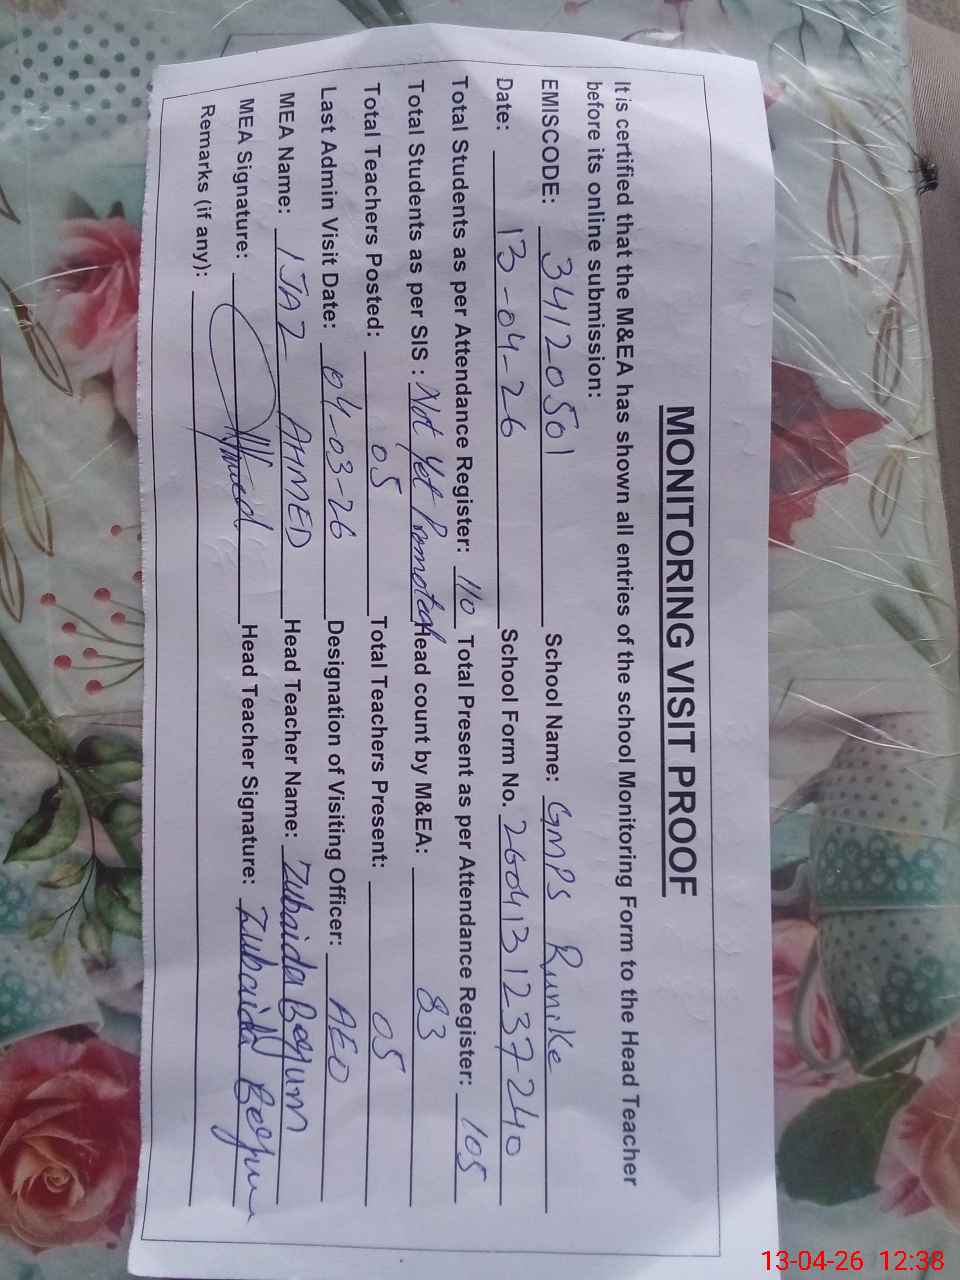 MONITORING VISIT PROOF
It is certified that the M&EA has shown all entries of the school Monitoring Form to the Head Teacher
before its online submission:
EMISCODE: 34120501 School Name: GMPS Runike
Date: 13-04-26 School Form No. 2604131237240
Total Students as per Attendance Register: 110 Total Present as per Attendance Register: 105
Total Students as per SIS : Not Yet Promoted Head count by M&EA: 83
Total Teachers Posted: 05 Total Teachers Present: 05
Last Admin Visit Date: 04-03-26 Designation of Visiting Officer: AEO
MEA Name: IJAZ AHMED Head Teacher Name: Zubaida Begum
MEA Signature: Head Teacher Signature: Zubaida Begum
Remarks (if any):
13-04-26 12:38